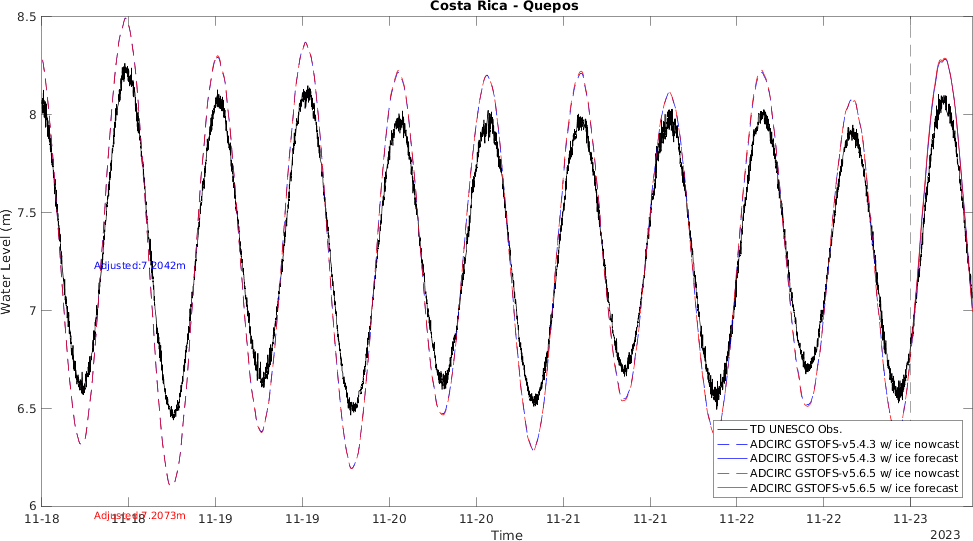 Costa Rica - Quepos
8.5
8
7.5
7
6.5
6
Water Level (m)
Adjusted:7.2042m
Adjusted:7.2073m
TD UNESCO Obs.
ADCIRC GSTOFS-v5.4.3 w/ ice nowcast
ADCIRC GSTOFS-v5.4.3 w/ ice forecast
ADCIRC GSTOFS-v5.6.5 w/ ice nowcast
ADCIRC GSTOFS-v5.6.5 w/ ice forecast
11-18 11-18 11-19 11-19 11-20 11-20 11-21 11-21 11-22 11-22 11-23
Time
2023